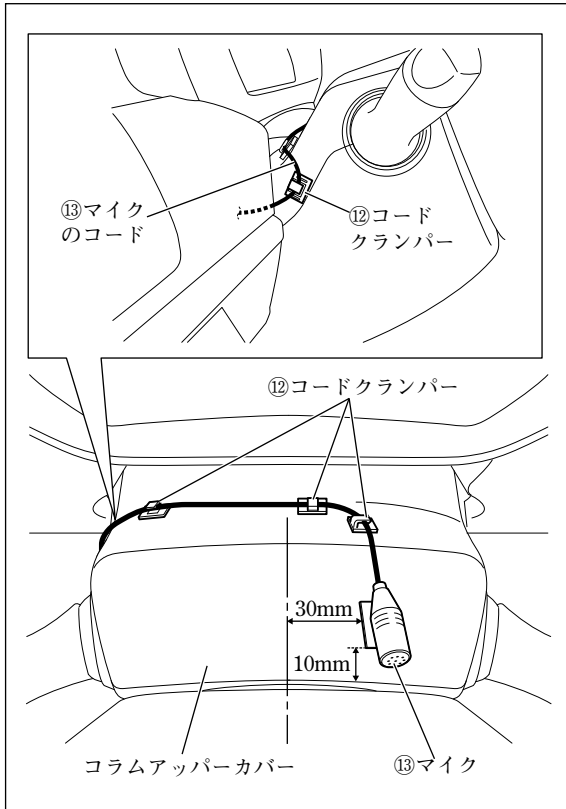 ⑬マイク
のコード
⑫コード
クランパー
⑫コードクランパー
30mm
10mm
コラムアッパーカバー
⑬マイク